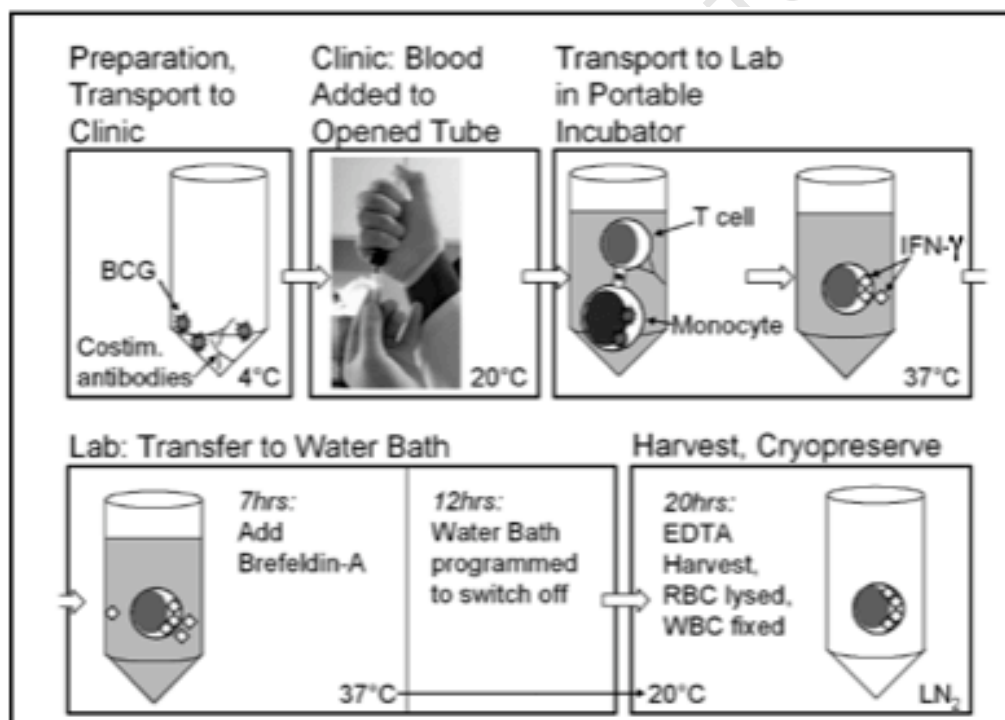 Preparation,
Transport to
Clinic
Clinic: Blood
Added to
Opened Tube
Transport to Lab
in Portable
Incubator
BCG
Costim.
antibodies
4°C
20°C
T cell
Monocyte
IFN-γ
37°C
Lab: Transfer to Water Bath
7hrs:
Add
Brefeldin-A
12hrs:
Water Bath
programmed
to switch off
37°C
Harvest, Cryopreserve
20hrs:
EDTA
Harvest,
RBC lysed,
WBC fixed
20°C
LN₂